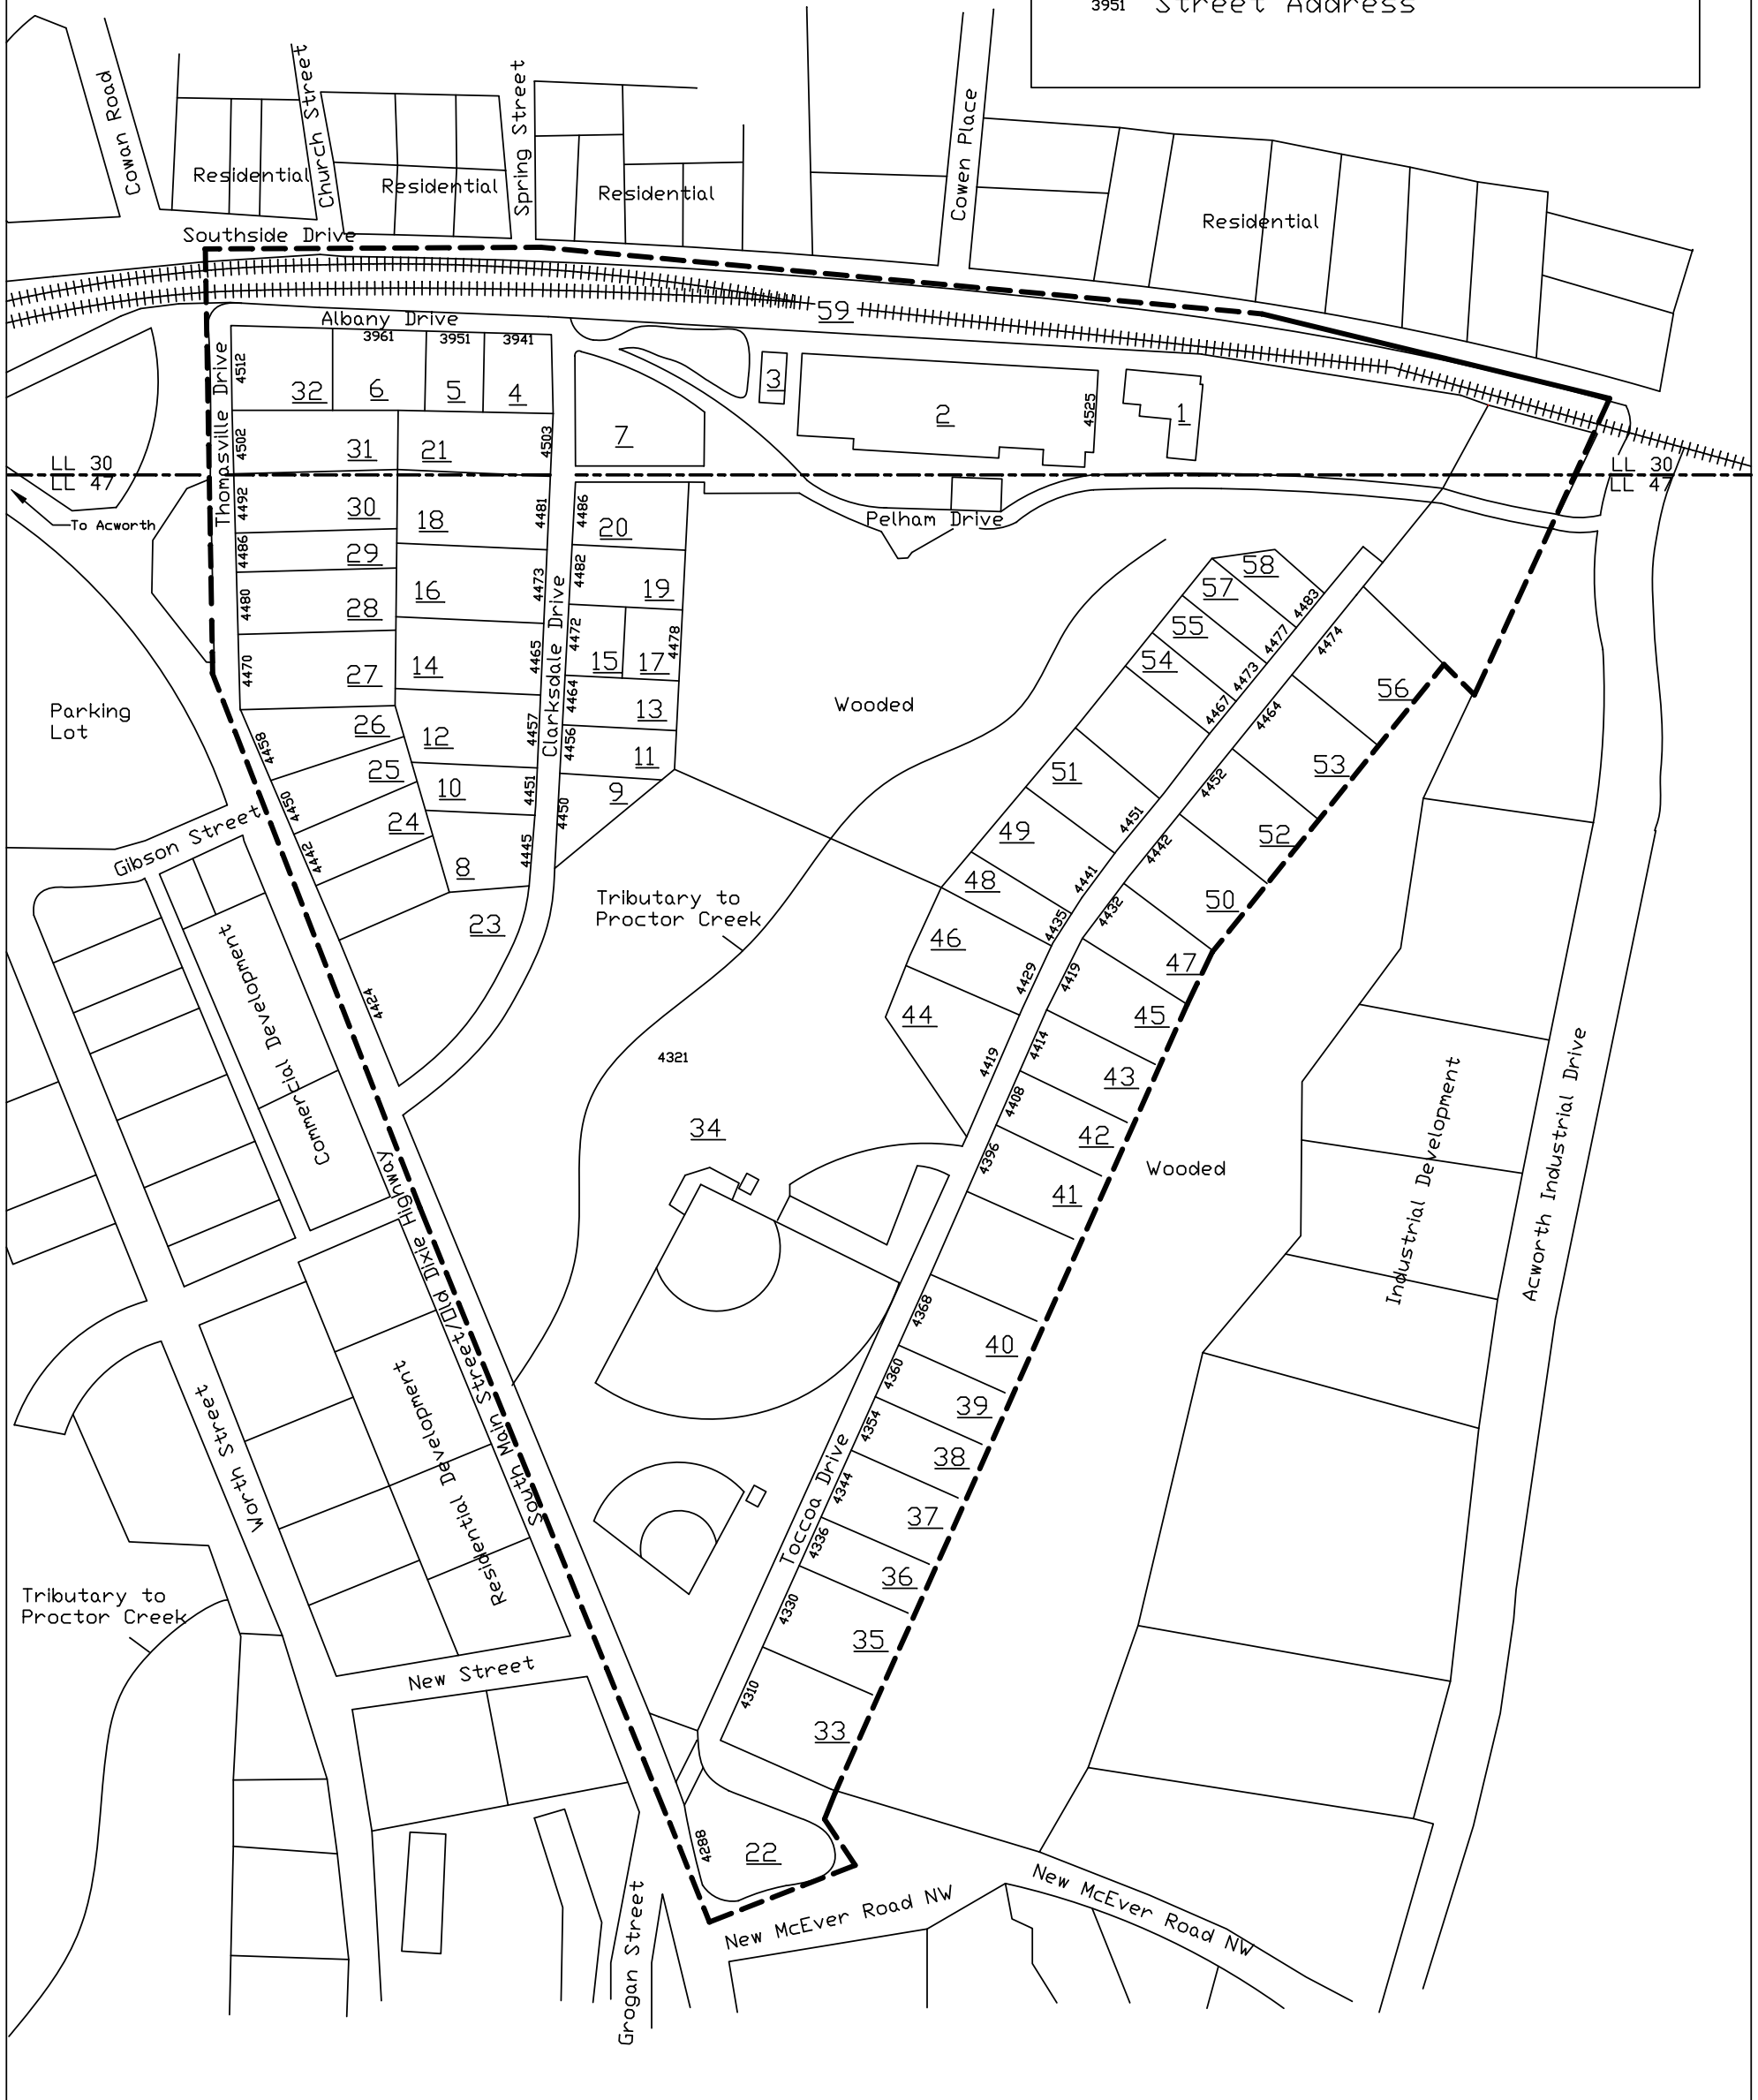 3951 Street Address
Cowan Road
Church Street
Spring Street
Cowen Place
Residential
Residential
Residential
Residential
Southside Drive
59
Albany Drive
3961
3951
3941
Thomasville Drive
4512
32
6
5
4
3
2
4525
1
7
4502
31
21
4503
LL 30
LL 47
LL 30
LL 47
To Acworth
4492
30
18
4481
4486
20
Pelham Drive
4486
29
16
4473
4482
19
4480
28
Clarksdale Drive
4472
15
17
4478
4470
27
14
4465
4464
13
58
57
55
54
4483
4477
4473
4467
4474
56
4464
Parking
Lot
Wooded
26
12
4457
4456
11
4458
25
10
4451
9
4450
4450
24
8
4445
4442
23
4424
51
53
4452
49
4451
52
4442
48
4441
50
4432
46
4435
47
4429
4419
45
44
4419
4414
43
4408
42
4396
41
Gibson Street
Tributary to
Proctor Creek
4321
34
Wooded
Commercial Development
Industrial Development
Acworth Industrial Drive
South Main Street/Old Dixie Highway
4368
40
4360
39
4354
38
4344
37
4336
36
4330
35
4310
33
Toccoa Drive
Worth Street
Residential Development
Tributary to
Proctor Creek
New Street
4288
22
Grogan Street
New McEver Road NW
New McEver Road NW